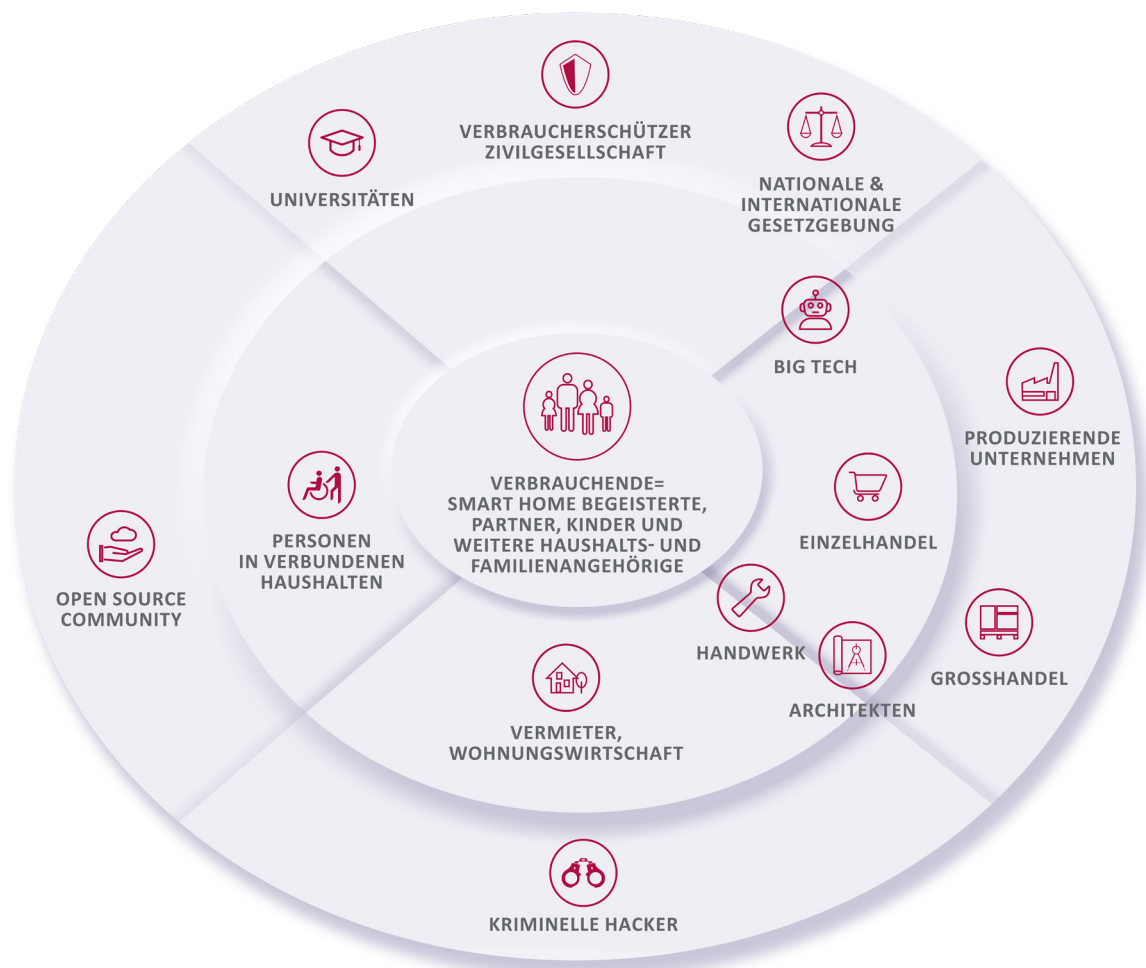 VERBRAUCHERSCHÜTZER
ZIVILGESELLSCHAFT
UNIVERSITÄTEN
NATIONALE &
INTERNATIONALE
GESETZGEBUNG
BIG TECH
PRODUZIERENDE
UNTERNEHMEN
VERBRAUCHENDE=
SMART HOME BEGEISTERTE,
PARTNER, KINDER UND
WEITERE HAUSHALTS- UND
FAMILIENANGEHÖRIGE
PERSONEN
IN VERBUNDENEN
HAUSHALTEN
EINZELHANDEL
OPEN SOURCE
COMMUNITY
HANDWERK
GROSSHANDEL
ARCHITEKTEN
VERMIETER,
WOHNUNGSWIRTSCHAFT
KRIMINELLE HACKER